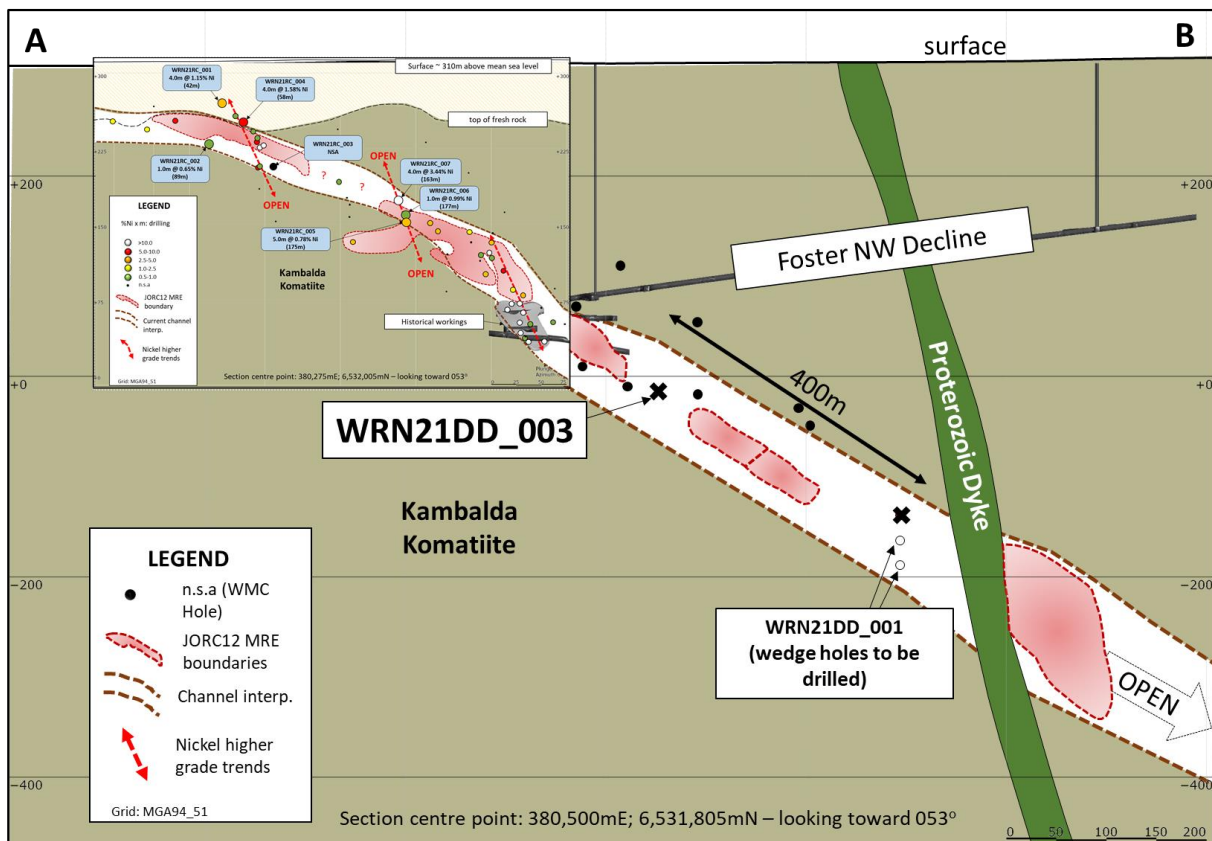 A
B
surface
Surface ~ 310m above mean sea level
top of fresh rock
WRN21RC_001
4.0m @ 1.15% Ni
(42m)
WRN21RC_004
4.0m @ 1.58% Ni
(58m)
WRN21RC_002
1.0m @ 0.65% Ni
(89m)
WRN21RC_003
NSA
OPEN
OPEN
?
?
WRN21RC_007
4.0m @ 3.44% Ni
(163m)
WRN21RC_006
1.0m @ 0.99% Ni
(177m)
WRN21RC_005
5.0m @ 0.78% Ni
(175m)
OPEN
Kambalda
Komatiite
Historical workings
LEGEND
%Ni x m: drilling
>10.0
5.0-10.0
2.5-5.0
1.0-2.5
0.5-1.0
n.s.a
JORC12 MRE
boundary
Current channel
interp.
Nickel higher
grade trends
Grid: MGA94_51
Section centre point: 380,275mE; 6,532,005mN – looking toward 053°
+300
+300
+225
+225
+150
+150
+75
+75
+200
+200
+0
+0
−200
−200
−400
−400
Foster NW Decline
400m
Proterozoic Dyke
WRN21DD_003
Kambalda
Komatiite
WRN21DD_001
(wedge holes to be
drilled)
OPEN
LEGEND
n.s.a (WMC
Hole)
JORC12 MRE
boundaries
Channel interp.
Nickel higher
grade trends
Grid: MGA94_51
Section centre point: 380,500mE; 6,531,805mN – looking toward 053°
0 50 100 150 200